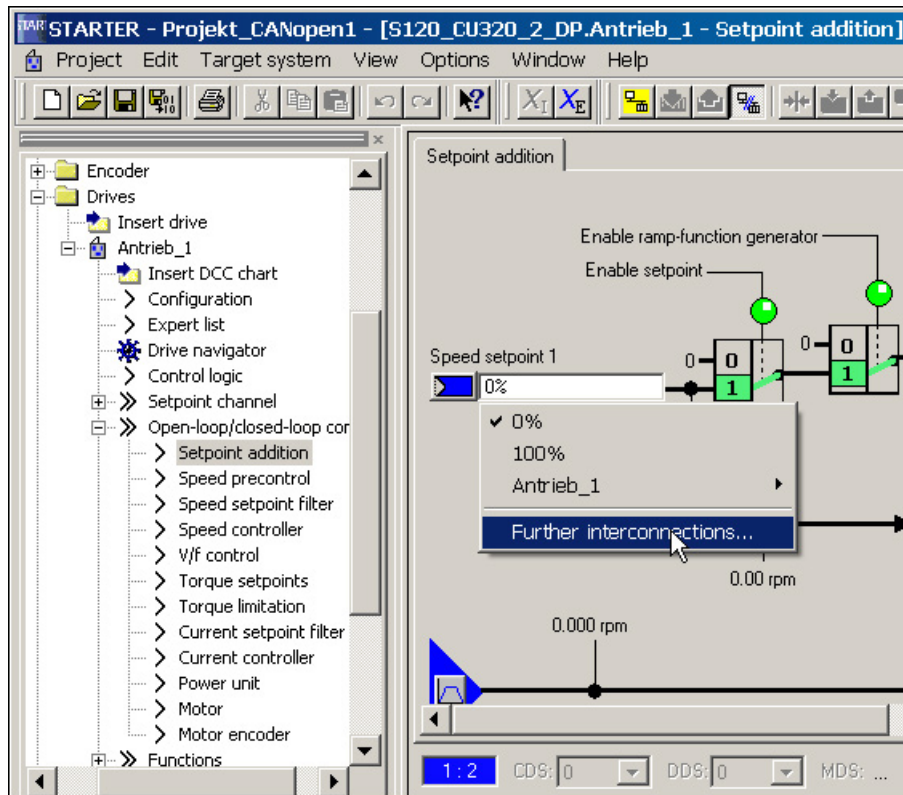 STARTER - Projekt_CANopen1 - [S120_CU320_2_DP.Antrieb_1 - Setpoint addition]
Project Edit Target system View Options Window Help
Encoder
Drives
Insert drive
Antrieb_1
Insert DCC chart
Configuration
Expert list
Drive navigator
Control logic
Setpoint channel
Open-loop/closed-loop cor
Setpoint addition
Speed precontrol
Speed setpoint filter
Speed controller
V/f control
Torque setpoints
Torque limitation
Current setpoint filter
Current controller
Power unit
Motor
Motor encoder
Functions
Setpoint addition
Enable ramp-function generator
Enable setpoint
Speed setpoint 1
0%
0 0
1
0 0
1
0%
100%
Antrieb_1
Further interconnections...
0.00 rpm
0.000 rpm
1 : 2 CDS: 0 DDS: 0 MDS: ...